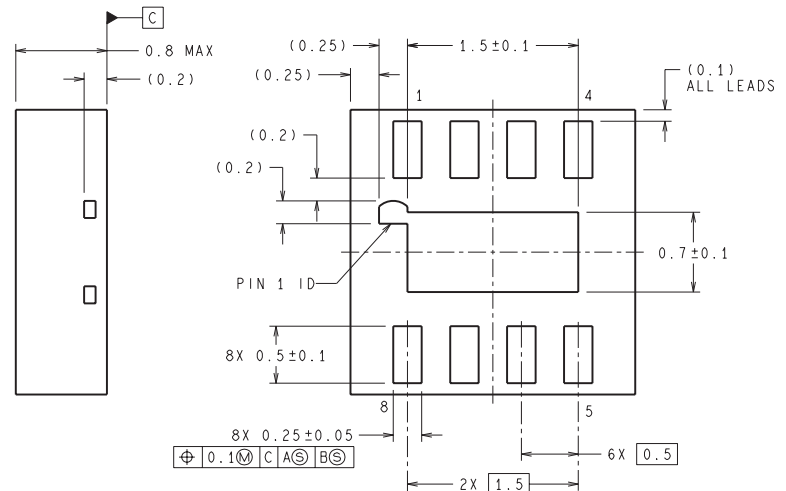 C
0.8 MAX
(0.2)
(0.25)
1.5±0.1
(0.25)
(0.1)
ALL LEADS
1
4
(0.2)
(0.2)
0.7±0.1
PIN 1 ID
8X 0.5±0.1
8
5
8X 0.25±0.05
⌖ 0.1Ⓜ C AⓈ BⓈ
6X 0.5
2X 1.5